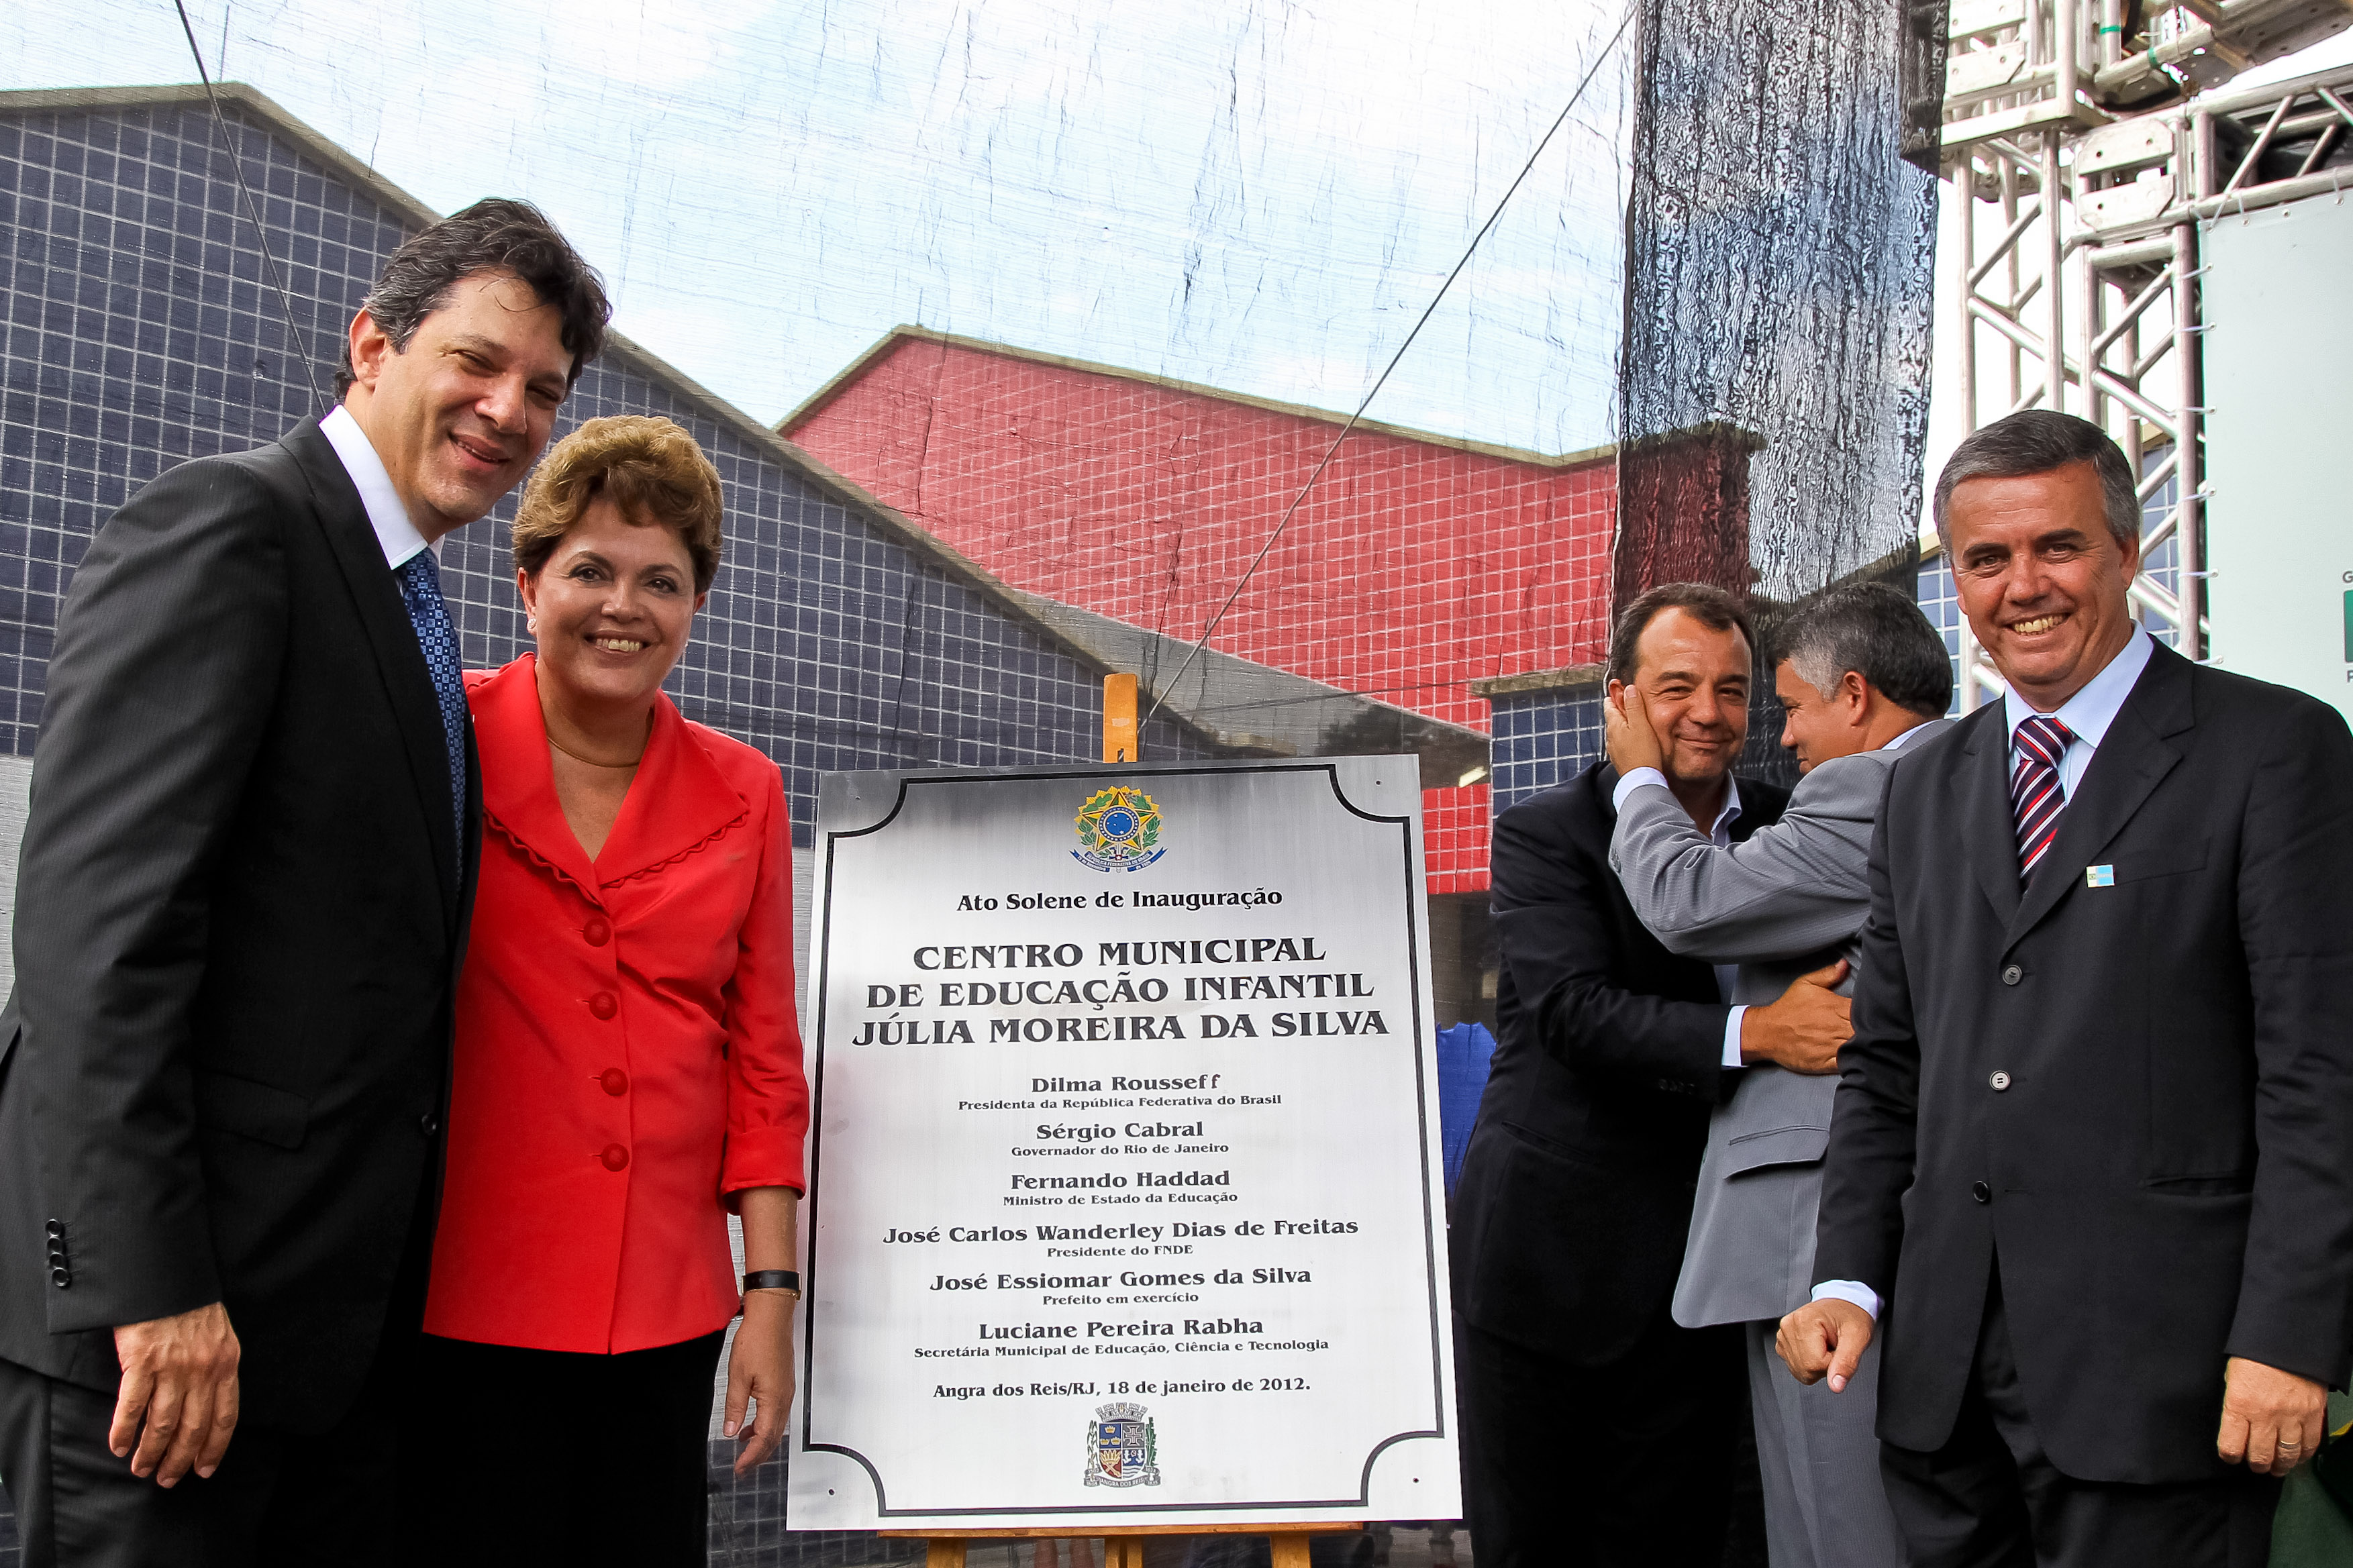 Ato Solene de Inauguração
CENTRO MUNICIPAL
DE EDUCAÇÃO INFANTIL
JÚLIA MOREIRA DA SILVA
Dilma Rousseff
Presidenta da República Federativa do Brasil
Sérgio Cabral
Governador do Rio de Janeiro
Fernando Haddad
Ministro de Estado da Educação
José Carlos Wanderley Dias de Freitas
Presidente do FNDE
José Essiomar Gomes da Silva
Prefeito em exercício
Luciane Pereira Rabha
Secretária Municipal de Educação, Ciência e Tecnologia
Angra dos Reis/RJ, 18 de janeiro de 2012.